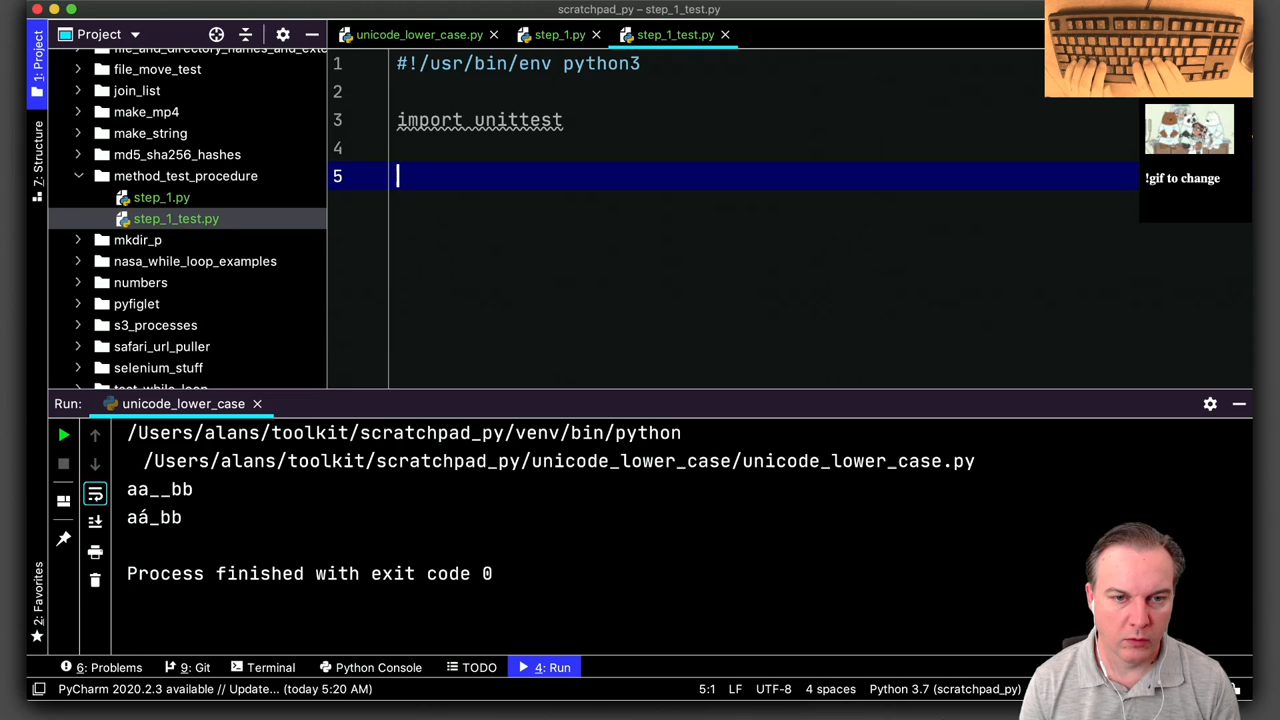 scratchpad_py – step_1_test.py
Project
unicode_lower_case.py
step_1.py
step_1_test.py
1: Project
7: Structure
2: Favorites
file_and_directory_names_and_exte
file_move_test
join_list
make_mp4
make_string
md5_sha256_hashes
method_test_procedure
step_1.py
step_1_test.py
mkdir_p
nasa_while_loop_examples
numbers
pyfiglet
s3_processes
safari_url_puller
selenium_stuff
test_while_loop
1 #!/usr/bin/env python3
2
3 import unittest
4
5
!gif to change
Run: unicode_lower_case
/Users/alans/toolkit/scratchpad_py/venv/bin/python
/Users/alans/toolkit/scratchpad_py/unicode_lower_case/unicode_lower_case.py
aa__bb
aá_bb
Process finished with exit code 0
6: Problems 9: Git Terminal Python Console TODO 4: Run
PyCharm 2020.2.3 available // Update... (today 5:20 AM) 5:1 LF UTF-8 4 spaces Python 3.7 (scratchpad_py)